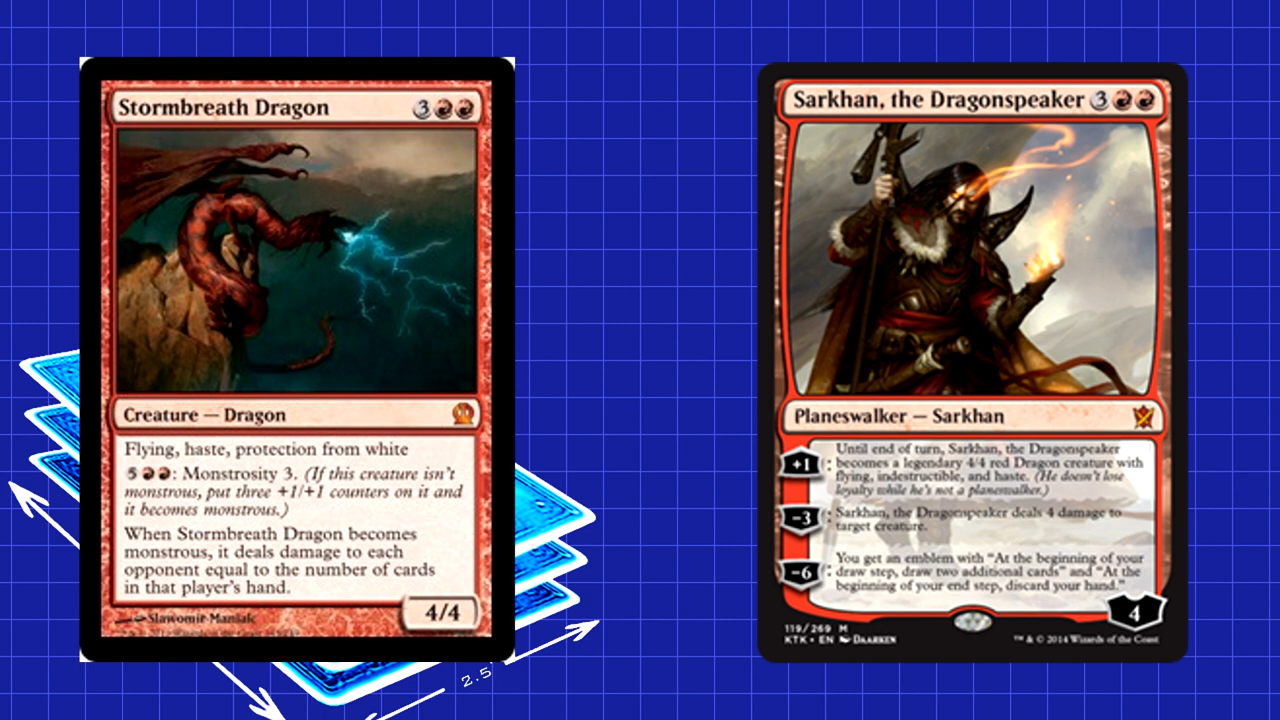 Stormbreath Dragon 3
Creature — Dragon
Flying, haste, protection from white
5: Monstrosity 3. (If this creature isn't
monstrous, put three +1/+1 counters on it and
it becomes monstrous.)
When Stormbreath Dragon becomes
monstrous, it deals damage to each
opponent equal to the number of cards
in that player's hand.
Slawomir Maniak
4/4
2.5
Sarkhan, the Dragonspeaker 3
Planeswalker — Sarkhan
+1: Until end of turn, Sarkhan, the Dragonspeaker
becomes a legendary 4/4 red Dragon creature with
flying, indestructible, and haste. (He doesn't lose
loyalty while he's not a planeswalker.)
−3: Sarkhan, the Dragonspeaker deals 4 damage to
target creature.
−6: You get an emblem with “At the beginning of your
draw step, draw two additional cards” and “At the
beginning of your end step, discard your hand.”
4
119/269 M
KTK • EN DAARKEN
™ & © 2014 Wizards of the Coast